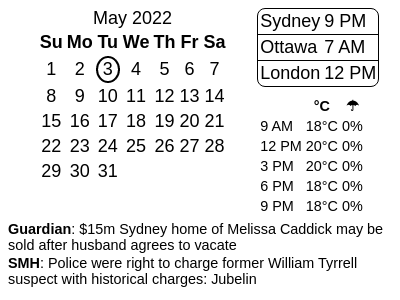 May 2022
Su Mo Tu We Th Fr Sa
1 2 3 4 5 6 7
8 9 10 11 12 13 14
15 16 17 18 19 20 21
22 23 24 25 26 27 28
29 30 31
Sydney 9 PM
Ottawa 7 AM
London 12 PM
°C ☂
9 AM 18°C 0%
12 PM 20°C 0%
3 PM 20°C 0%
6 PM 18°C 0%
9 PM 18°C 0%
Guardian: $15m Sydney home of Melissa Caddick may be
sold after husband agrees to vacate
SMH: Police were right to charge former William Tyrrell
suspect with historical charges: Jubelin